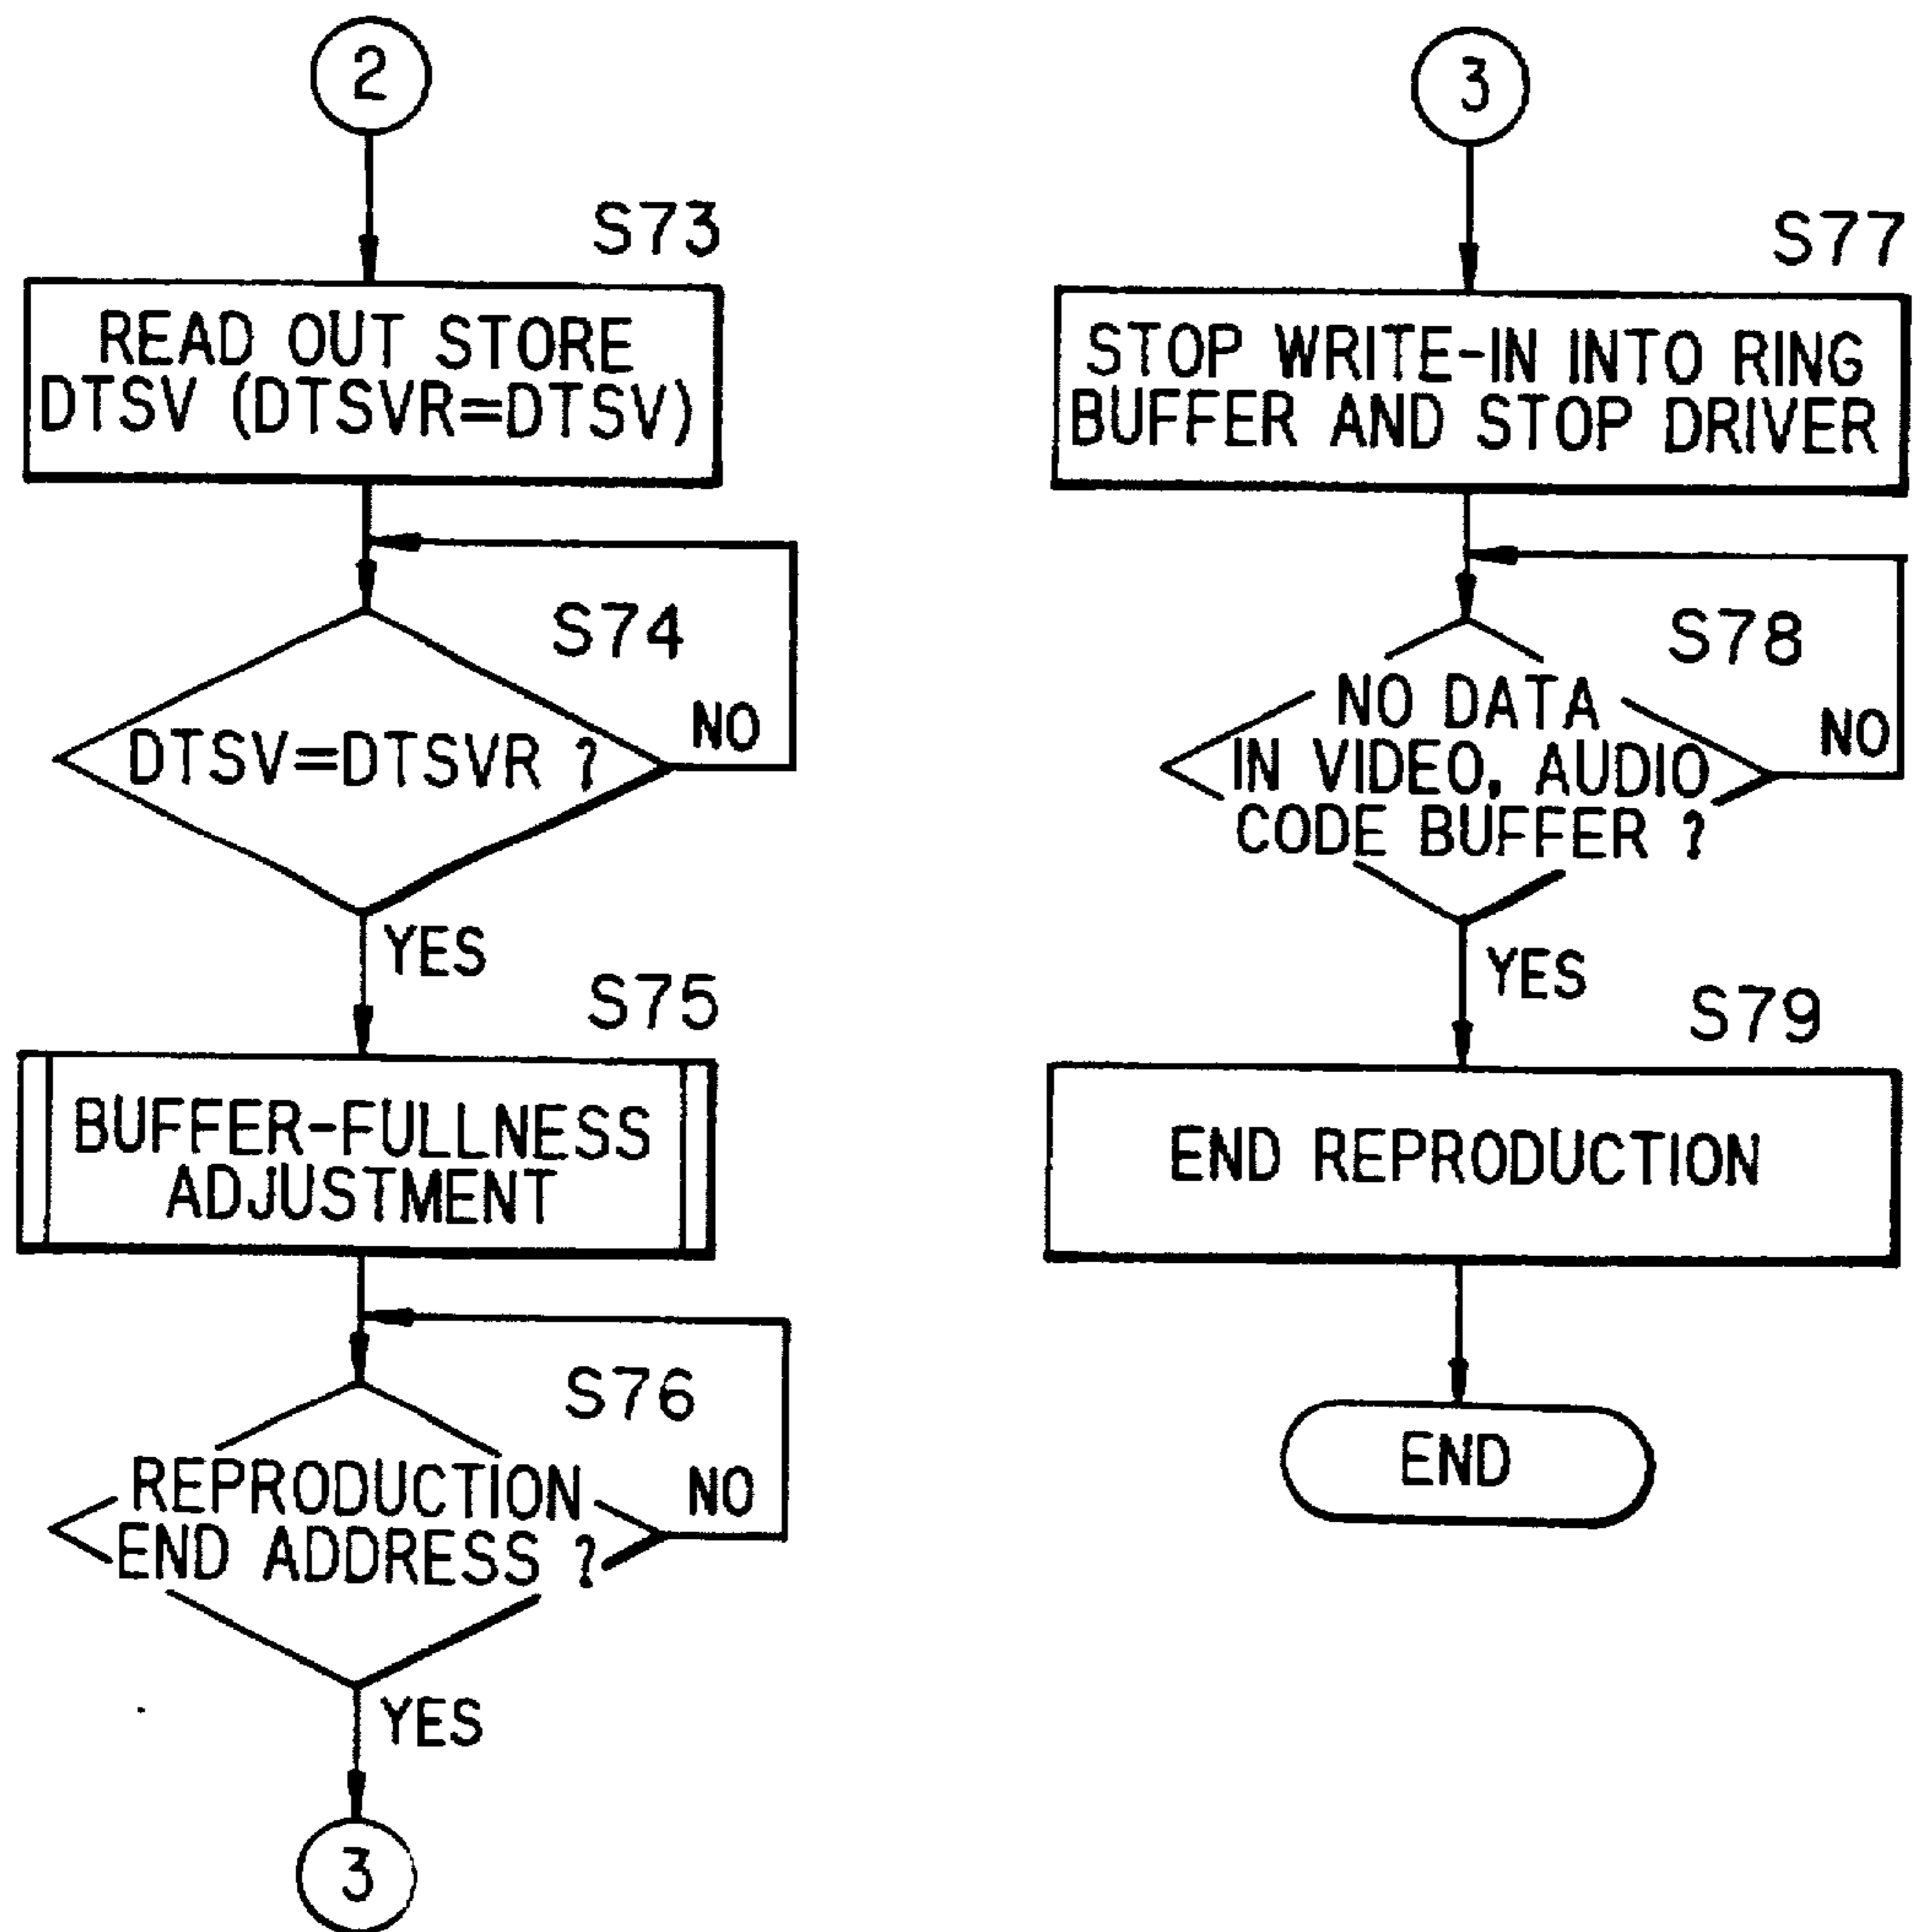 2
S73
READ OUT STORE
DTSV (DTSVR=DTSV)
S74
DTSV=DTSVR ?
NO
YES
S75
BUFFER-FULLNESS
ADJUSTMENT
S76
REPRODUCTION
END ADDRESS ?
NO
YES
3
3
S77
STOP WRITE-IN INTO RING
BUFFER AND STOP DRIVER
S78
NO DATA
IN VIDEO, AUDIO
CODE BUFFER ?
NO
YES
S79
END REPRODUCTION
END